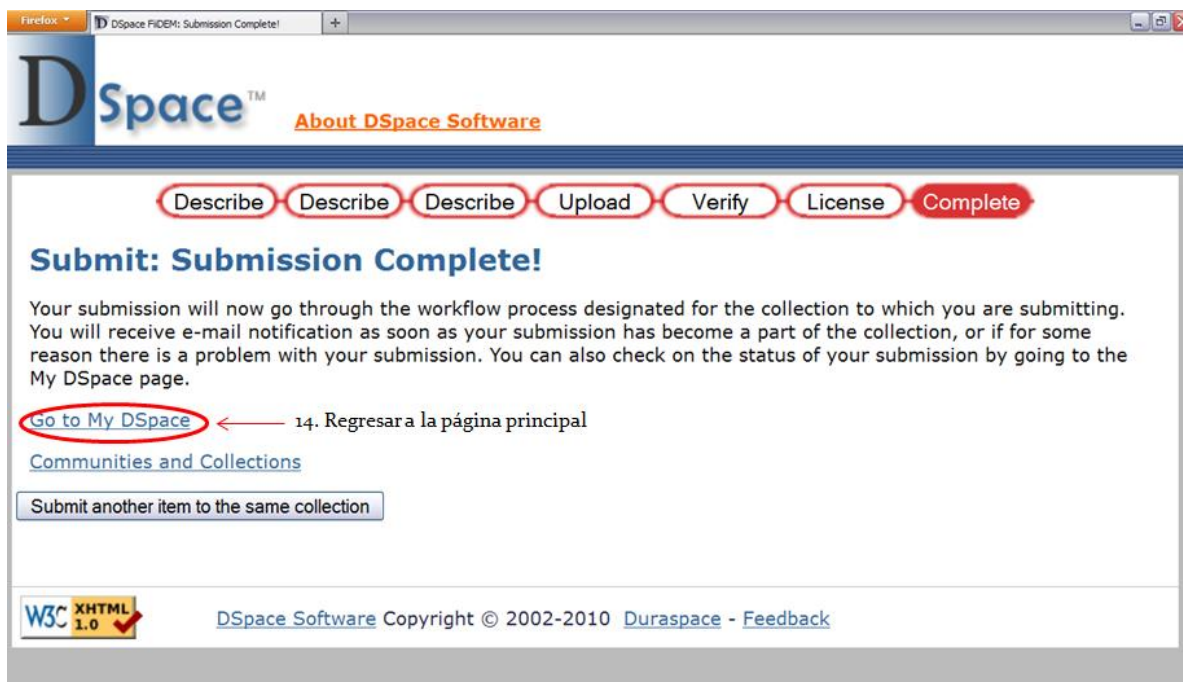 Firefox
DSpace FiDEM: Submission Complete!
+
DSpace™
About DSpace Software
Describe Describe Describe Upload Verify License Complete
Submit: Submission Complete!
Your submission will now go through the workflow process designated for the collection to which you are submitting.
You will receive e-mail notification as soon as your submission has become a part of the collection, or if for some
reason there is a problem with your submission. You can also check on the status of your submission by going to the
My DSpace page.
Go to My DSpace 14. Regresar a la página principal
Communities and Collections
Submit another item to the same collection
W3C XHTML 1.0
DSpace Software Copyright © 2002-2010 Duraspace - Feedback